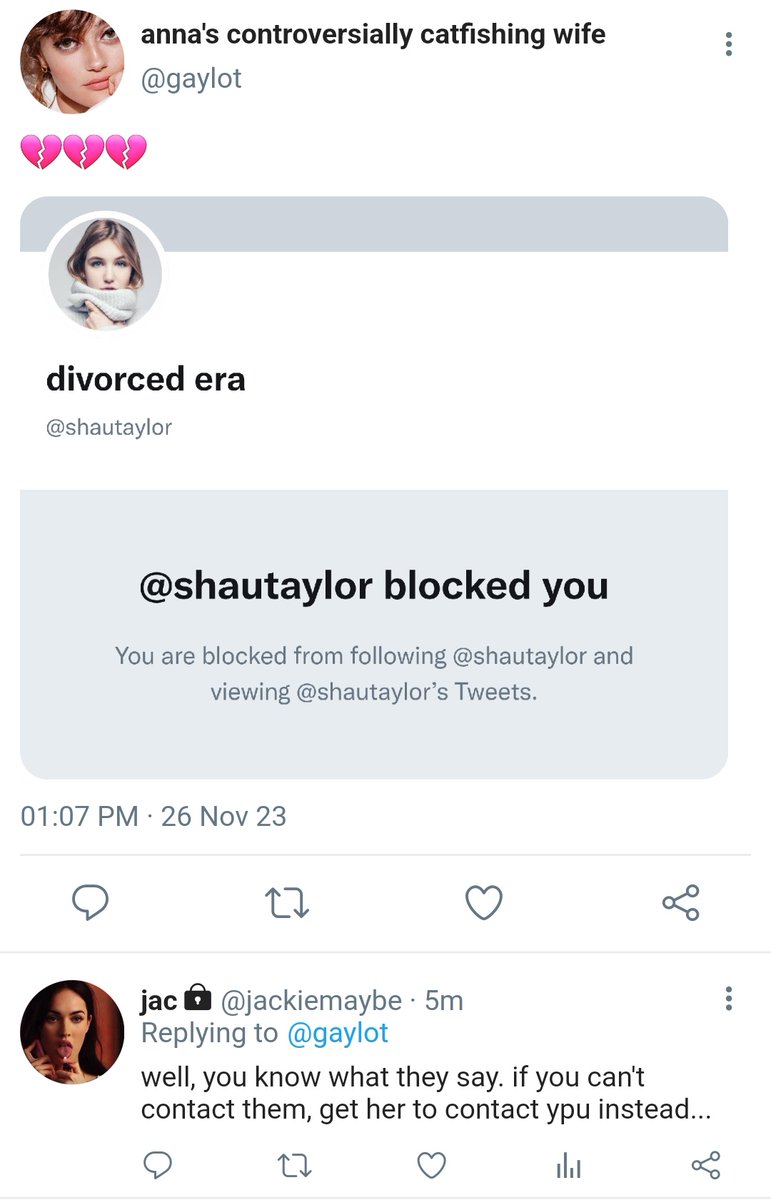 anna's controversially catfishing wife
@gaylot
💔💔💔
divorced era
@shautaylor
@shautaylor blocked you
You are blocked from following @shautaylor and
viewing @shautaylor’s Tweets.
01:07 PM · 26 Nov 23
jac @jackiemaybe · 5m
Replying to @gaylot
well, you know what they say. if you can't
contact them, get her to contact ypu instead...